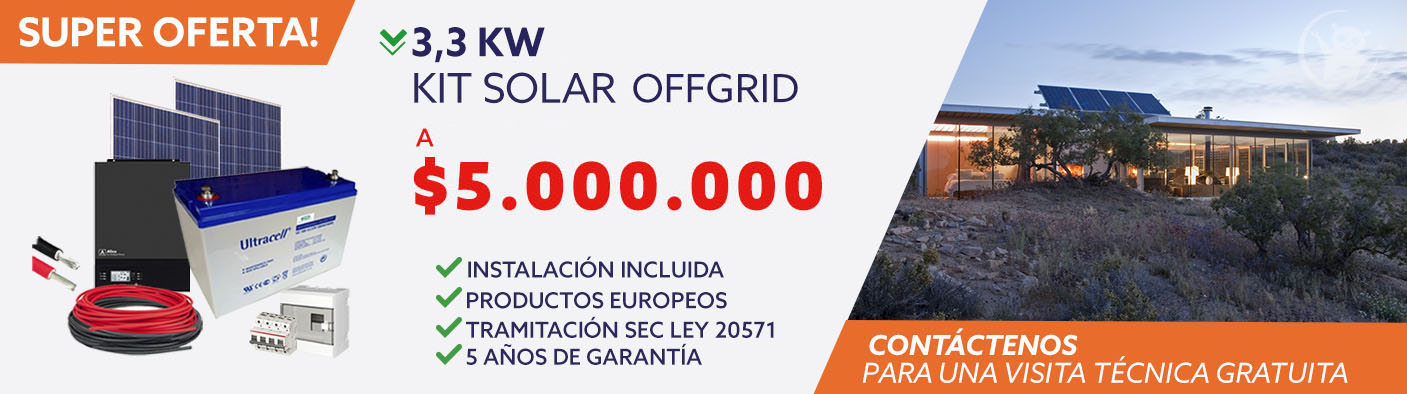 SUPER OFERTA!
3,3 KW
KIT SOLAR OFFGRID
A
$5.000.000
INSTALACIÓN INCLUIDA
PRODUCTOS EUROPEOS
TRAMITACIÓN SEC LEY 20571
5 AÑOS DE GARANTÍA
Ultracell
CONTÁCTENOS
PARA UNA VISITA TÉCNICA GRATUITA